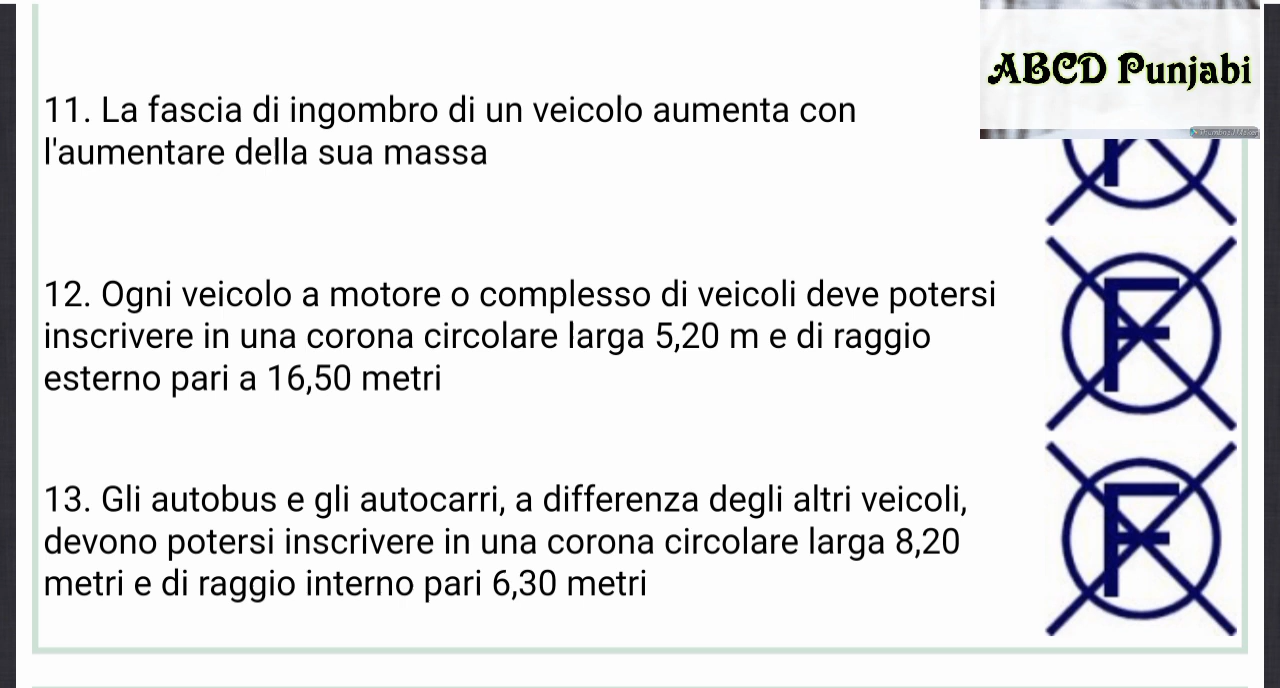 ABCD Punjabi
Thumbnail Maker
11. La fascia di ingombro di un veicolo aumenta con
l'aumentare della sua massa
12. Ogni veicolo a motore o complesso di veicoli deve potersi
inscrivere in una corona circolare larga 5,20 m e di raggio
esterno pari a 16,50 metri
F
13. Gli autobus e gli autocarri, a differenza degli altri veicoli,
devono potersi inscrivere in una corona circolare larga 8,20
metri e di raggio interno pari 6,30 metri
F